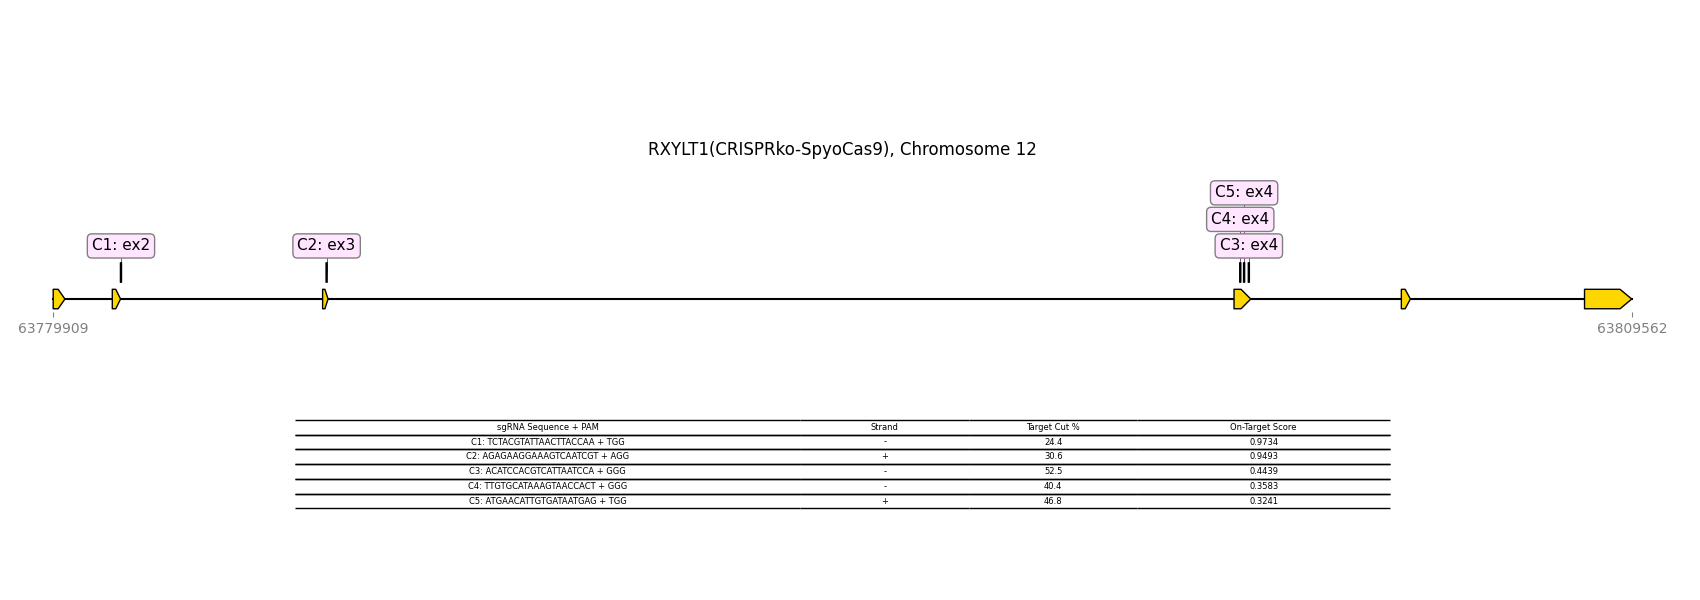 RXYLT1(CRISPRko-SpyoCas9), Chromosome 12
C5: ex4
C4: ex4
C1: ex2 C2: ex3 C3: ex4
63779909 63809562
sgRNA Sequence + PAM Strand Target Cut % On-Target Score
C1: TCTACGTATTAACTTACCAA + TGG - 24.4 0.9734
C2: AGAGAAGGAAAGTCAATCGT + AGG + 30.6 0.9493
C3: ACATCCACGTCATTAATCCA + GGG - 52.5 0.4439
C4: TTGTGCATAAAGTAACCACT + GGG - 40.4 0.3583
C5: ATGAACATTGTGATAATGAG + TGG + 46.8 0.3241